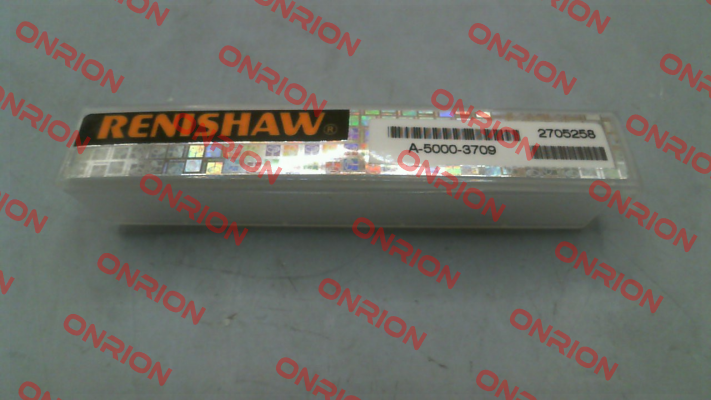 RENISHAW®
2705258
A-5000-3709
ONRION